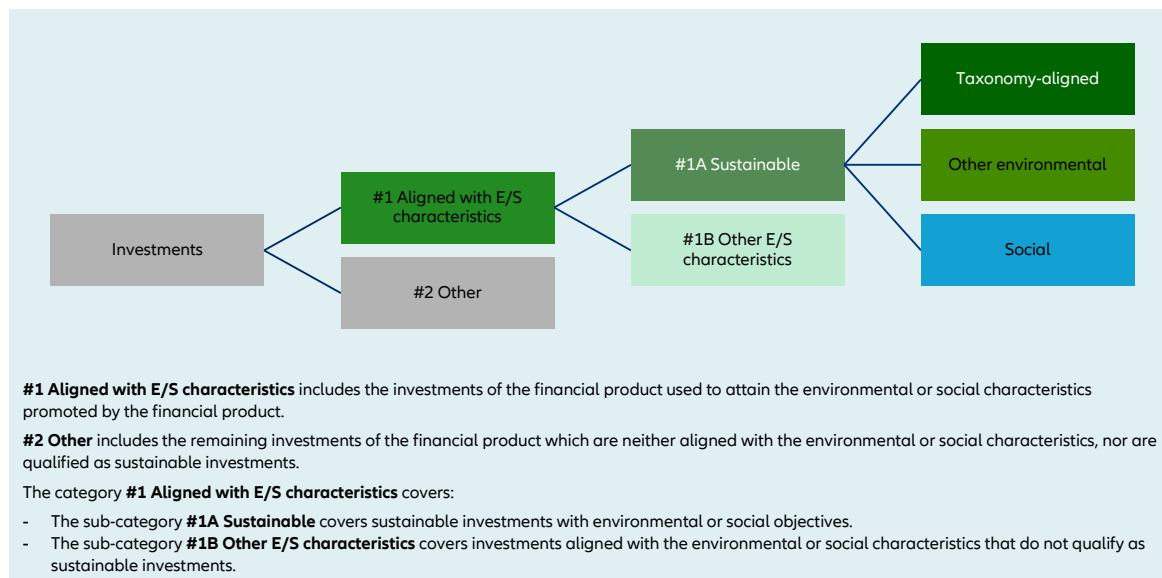 Taxonomy-aligned
#1A Sustainable
Other environmental
#1 Aligned with E/S
characteristics
Investments
#1B Other E/S
characteristics
Social
#2 Other
#1 Aligned with E/S characteristics includes the investments of the financial product used to attain the environmental or social characteristics
promoted by the financial product.
#2 Other includes the remaining investments of the financial product which are neither aligned with the environmental or social characteristics, nor are
qualified as sustainable investments.
The category #1 Aligned with E/S characteristics covers:
- The sub-category #1A Sustainable covers sustainable investments with environmental or social objectives.
- The sub-category #1B Other E/S characteristics covers investments aligned with the environmental or social characteristics that do not qualify as
sustainable investments.